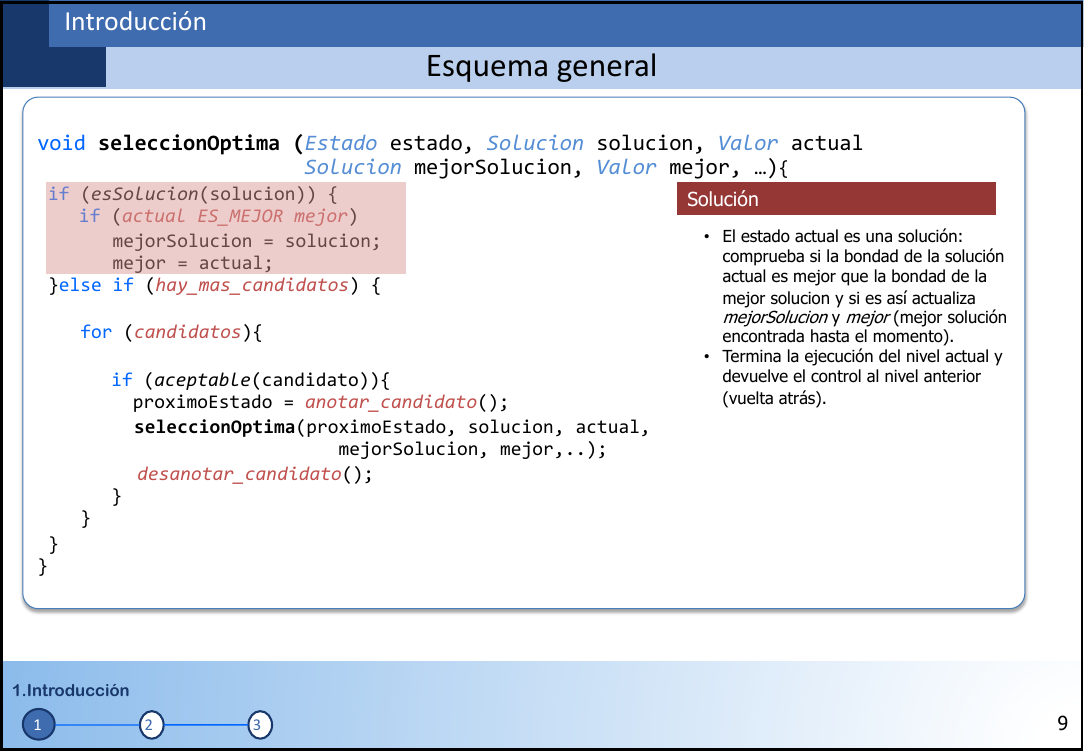 Introducción
Esquema general
void seleccionOptima (Estado estado, Solucion solucion, Valor actual
Solucion mejorSolucion, Valor mejor, …){
if (esSolucion(solucion)) {
if (actual ES_MEJOR mejor)
mejorSolucion = solucion;
mejor = actual;
}else if (hay_mas_candidatos) {
for (candidatos){
if (aceptable(candidato)){
proximoEstado = anotar_candidato();
seleccionOptima(proximoEstado, solucion, actual,
mejorSolucion, mejor,..);
desanotar_candidato();
}
}
}
}
Solución
• El estado actual es una solución:
comprueba si la bondad de la solución
actual es mejor que la bondad de la
mejor solucion y si es así actualiza
mejorSolucion y mejor (mejor solución
encontrada hasta el momento).
• Termina la ejecución del nivel actual y
devuelve el control al nivel anterior
(vuelta atrás).
1.Introducción
1 2 3
9